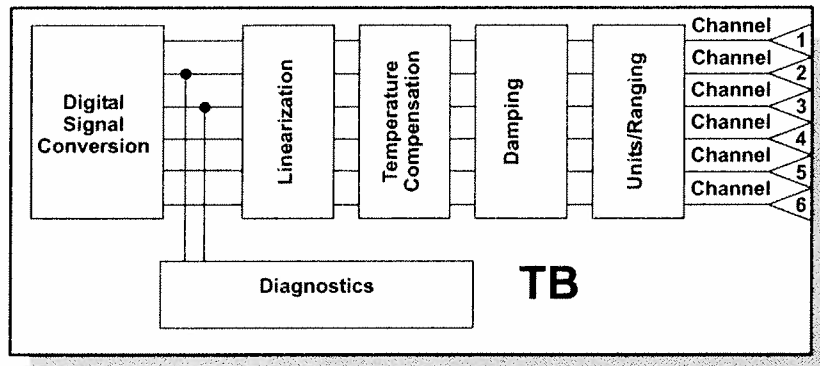 Digital
Signal
Conversion
Linearization
Temperature
Compensation
Damping
Units/Ranging
Channel
1
Channel
2
Channel
3
Channel
4
Channel
5
Channel
6
Diagnostics
TB